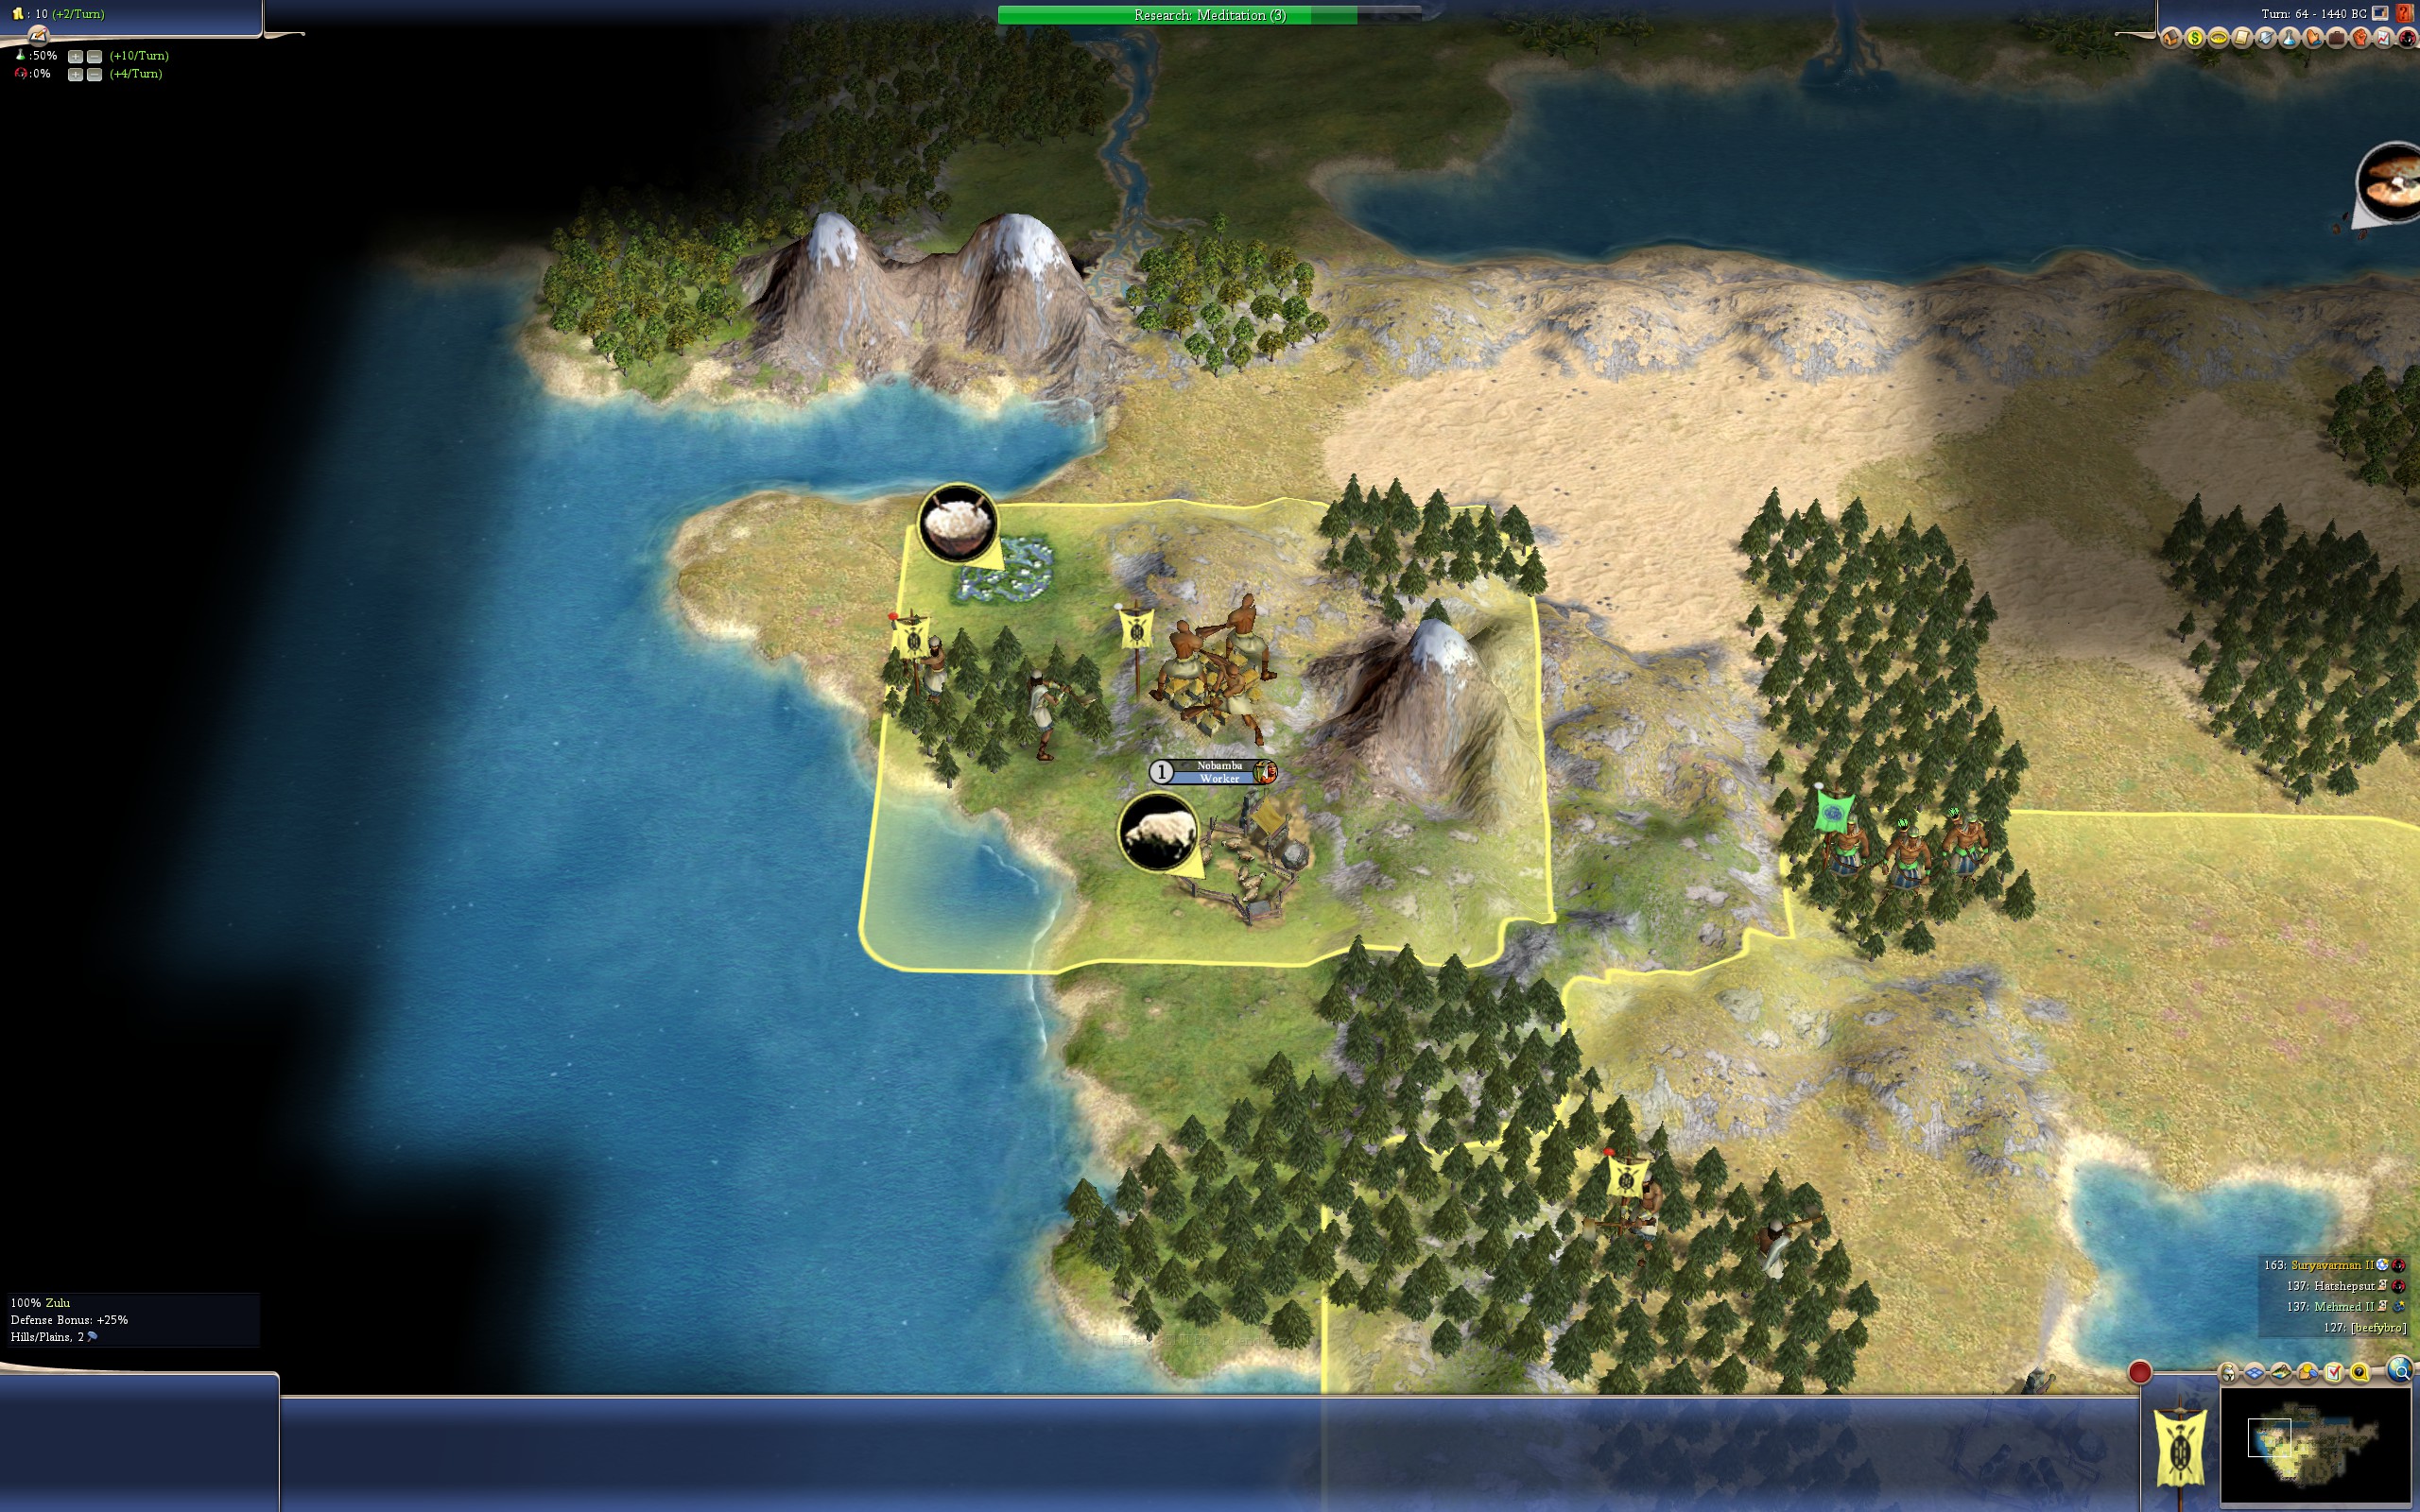 : 10 (+2/Turn)
Research: Meditation (3)
Turn: 64 - 1440 BC
:50% (+10/Turn)
:0% (+4/Turn)
1
Nobamba
Worker
100% Zulu
Defense Bonus: +25%
Hills/Plains, 2
163: Suryavarman II
137: Hatshepsut
137: Mehmed II
127: [beefybro]